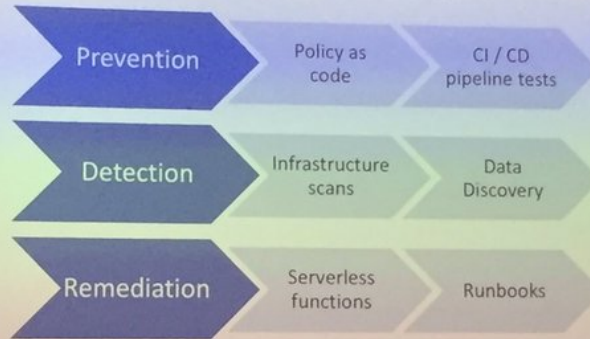 Prevention
Policy as
code
CI / CD
pipeline tests
Detection
Infrastructure
scans
Data
Discovery
Remediation
Serverless
functions
Runbooks